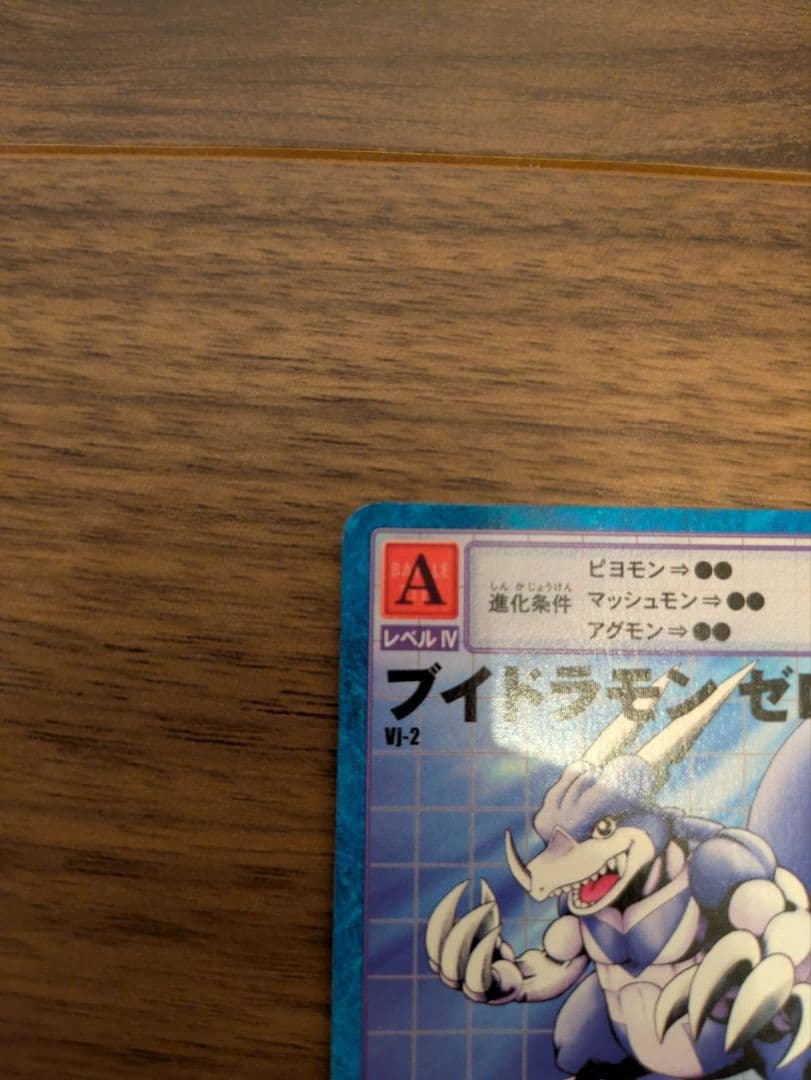 A
レベルⅣ
しんかじょうけん
進化条件
ピヨモン⇒●●
マッシュモン⇒●●
アグモン⇒●●
ブイドラモン ゼロ
Vj-2